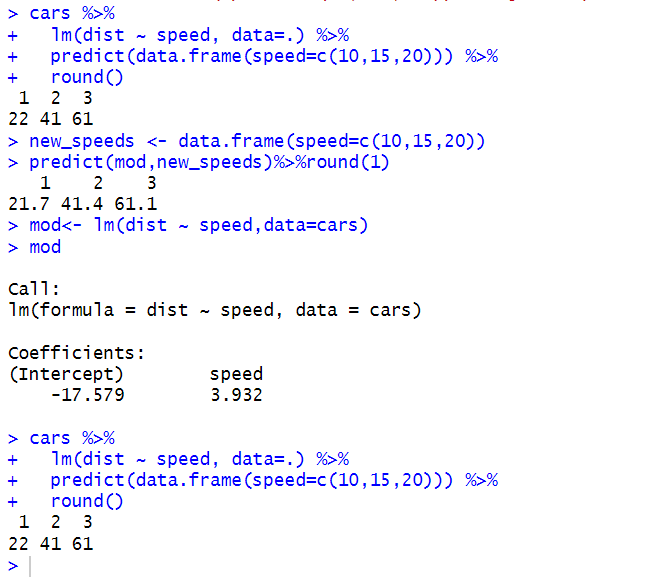 > cars %>%
+   lm(dist ~ speed, data=.) %>%
+   predict(data.frame(speed=c(10,15,20))) %>%
+   round()
 1  2  3
22 41 61
> new_speeds <- data.frame(speed=c(10,15,20))
> predict(mod,new_speeds)%>%round(1)
   1    2    3
21.7 41.4 61.1
> mod<- lm(dist ~ speed,data=cars)
> mod
Call:
lm(formula = dist ~ speed, data = cars)
Coefficients:
(Intercept)        speed
    -17.579        3.932
> cars %>%
+   lm(dist ~ speed, data=.) %>%
+   predict(data.frame(speed=c(10,15,20))) %>%
+   round()
 1  2  3
22 41 61
>